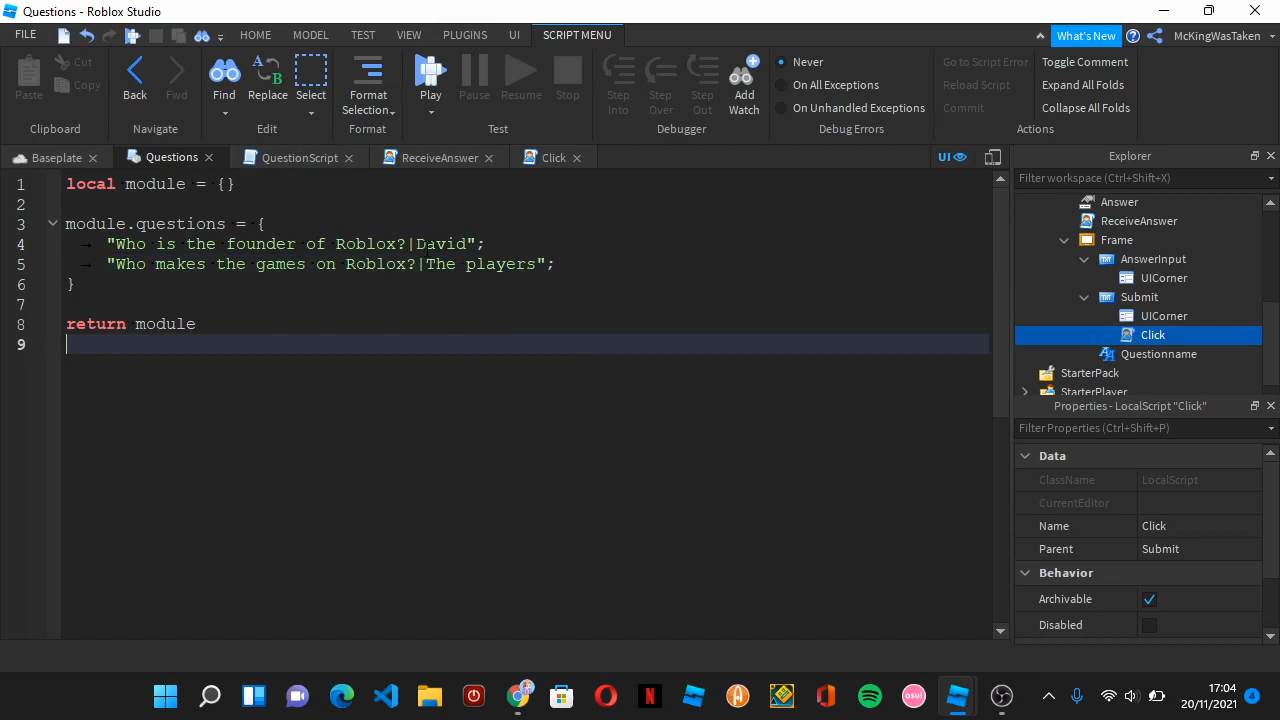 Questions - Roblox Studio
FILE
HOME
MODEL
TEST
VIEW
PLUGINS
UI
SCRIPT MENU
What's New
McKingWasTaken
Paste
Cut
Copy
Clipboard
Back
Fwd
Navigate
Find
Replace
Select
Edit
Format
Selection
Format
Play
Pause
Resume
Stop
Test
Step
Into
Step
Over
Step
Out
Add
Watch
Debugger
Never
On All Exceptions
On Unhandled Exceptions
Debug Errors
Go to Script Error
Reload Script
Commit
Toggle Comment
Expand All Folds
Collapse All Folds
Actions
Baseplate
Questions
QuestionScript
ReceiveAnswer
Click
UI
1 local module = {}
2
3 module.questions = {
4 "Who is the founder of Roblox?|David";
5 "Who makes the games on Roblox?|The players";
6 }
7
8 return module
9
Explorer
Filter workspace (Ctrl+Shift+X)
Answer
ReceiveAnswer
Frame
AnswerInput
UICorner
Submit
UICorner
Click
Questionname
StarterPack
StarterPlayer
Properties - LocalScript "Click"
Filter Properties (Ctrl+Shift+P)
Data
ClassName LocalScript
CurrentEditor
Name Click
Parent Submit
Behavior
Archivable
Disabled
osu!
17:04
20/11/2021
4